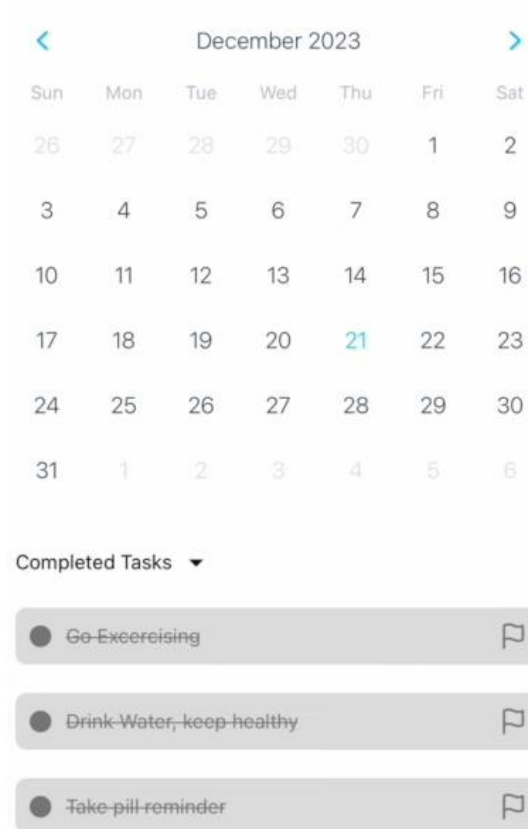 December 2023
Sun Mon Tue Wed Thu Fri Sat
26 27 28 29 30 1 2
3 4 5 6 7 8 9
10 11 12 13 14 15 16
17 18 19 20 21 22 23
24 25 26 27 28 29 30
31 1 2 3 4 5 6
Completed Tasks
Go Excercising
Drink Water, keep healthy
Take pill reminder